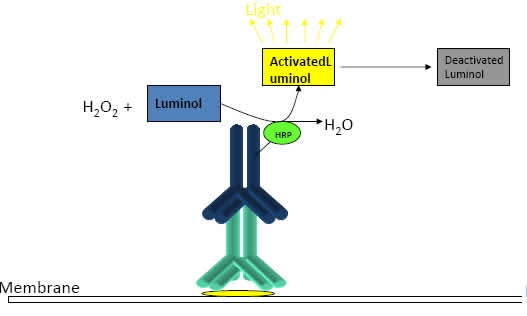 Light
ActivatedL
uminol
Deactivated
Luminol
H₂O₂ +
Luminol
HRP
H₂O
Membrane